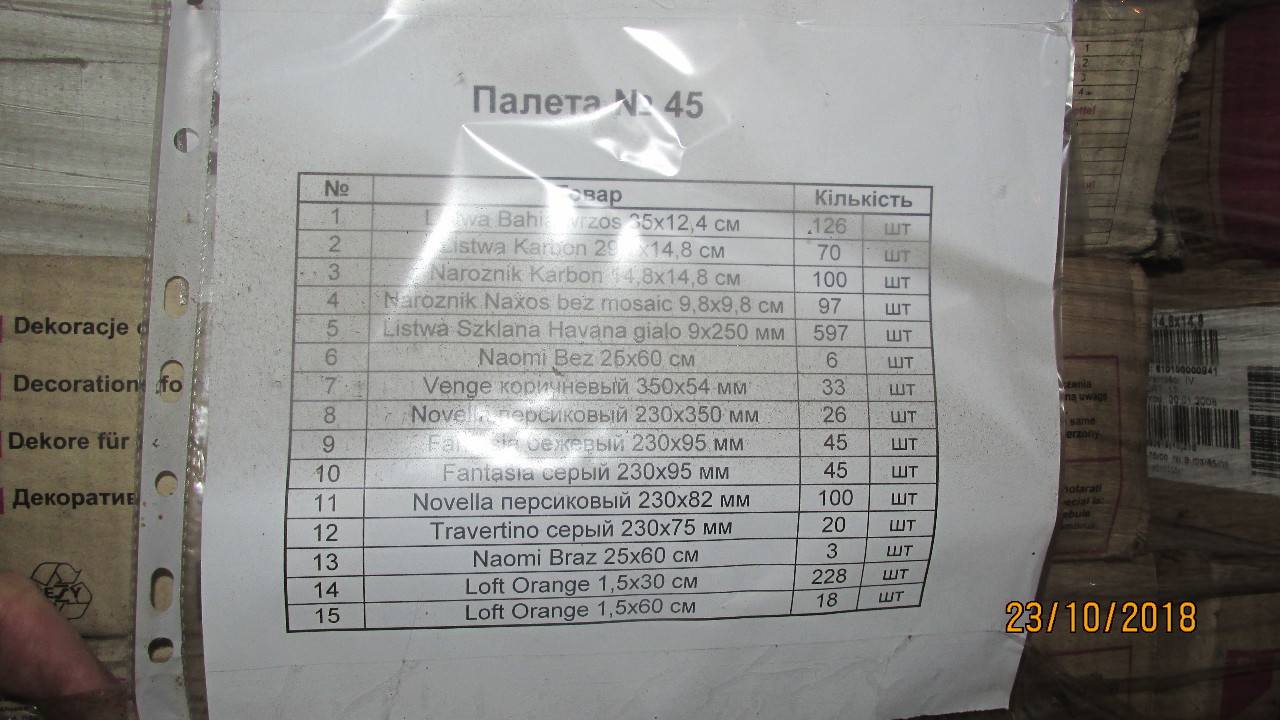 Палета № 45
№ Товар Кількість
1 Bahia wrzos 35x12,4 см 126 шт
2 Listwa Karbon 14,8 см 70 шт
3 Naroznik Karbon 14,8x14,8 см 100 шт
4 Naroznik Naxos bez mosaic 9,8x9,8 см 97 шт
5 Listwa Szklana Havana gialo 9x250 мм 597 шт
6 Naomi Bez 25x60 см 6 шт
7 Venge коричневый 350x54 мм 33 шт
8 Novella персиковый 230x350 мм 26 шт
9 Fantasia бежевый 230x95 мм 45 шт
10 Fantasia серый 230x95 мм 45 шт
11 Novella персиковый 230x82 мм 100 шт
12 Travertino серый 230x75 мм 20 шт
13 Naomi Braz 25x60 см 3 шт
14 Loft Orange 1,5x30 см 228 шт
15 Loft Orange 1,5x60 см 18 шт
Dekoracje
Decoration
Dekore für
Декоратив
14,8x14,8
23/10/2018